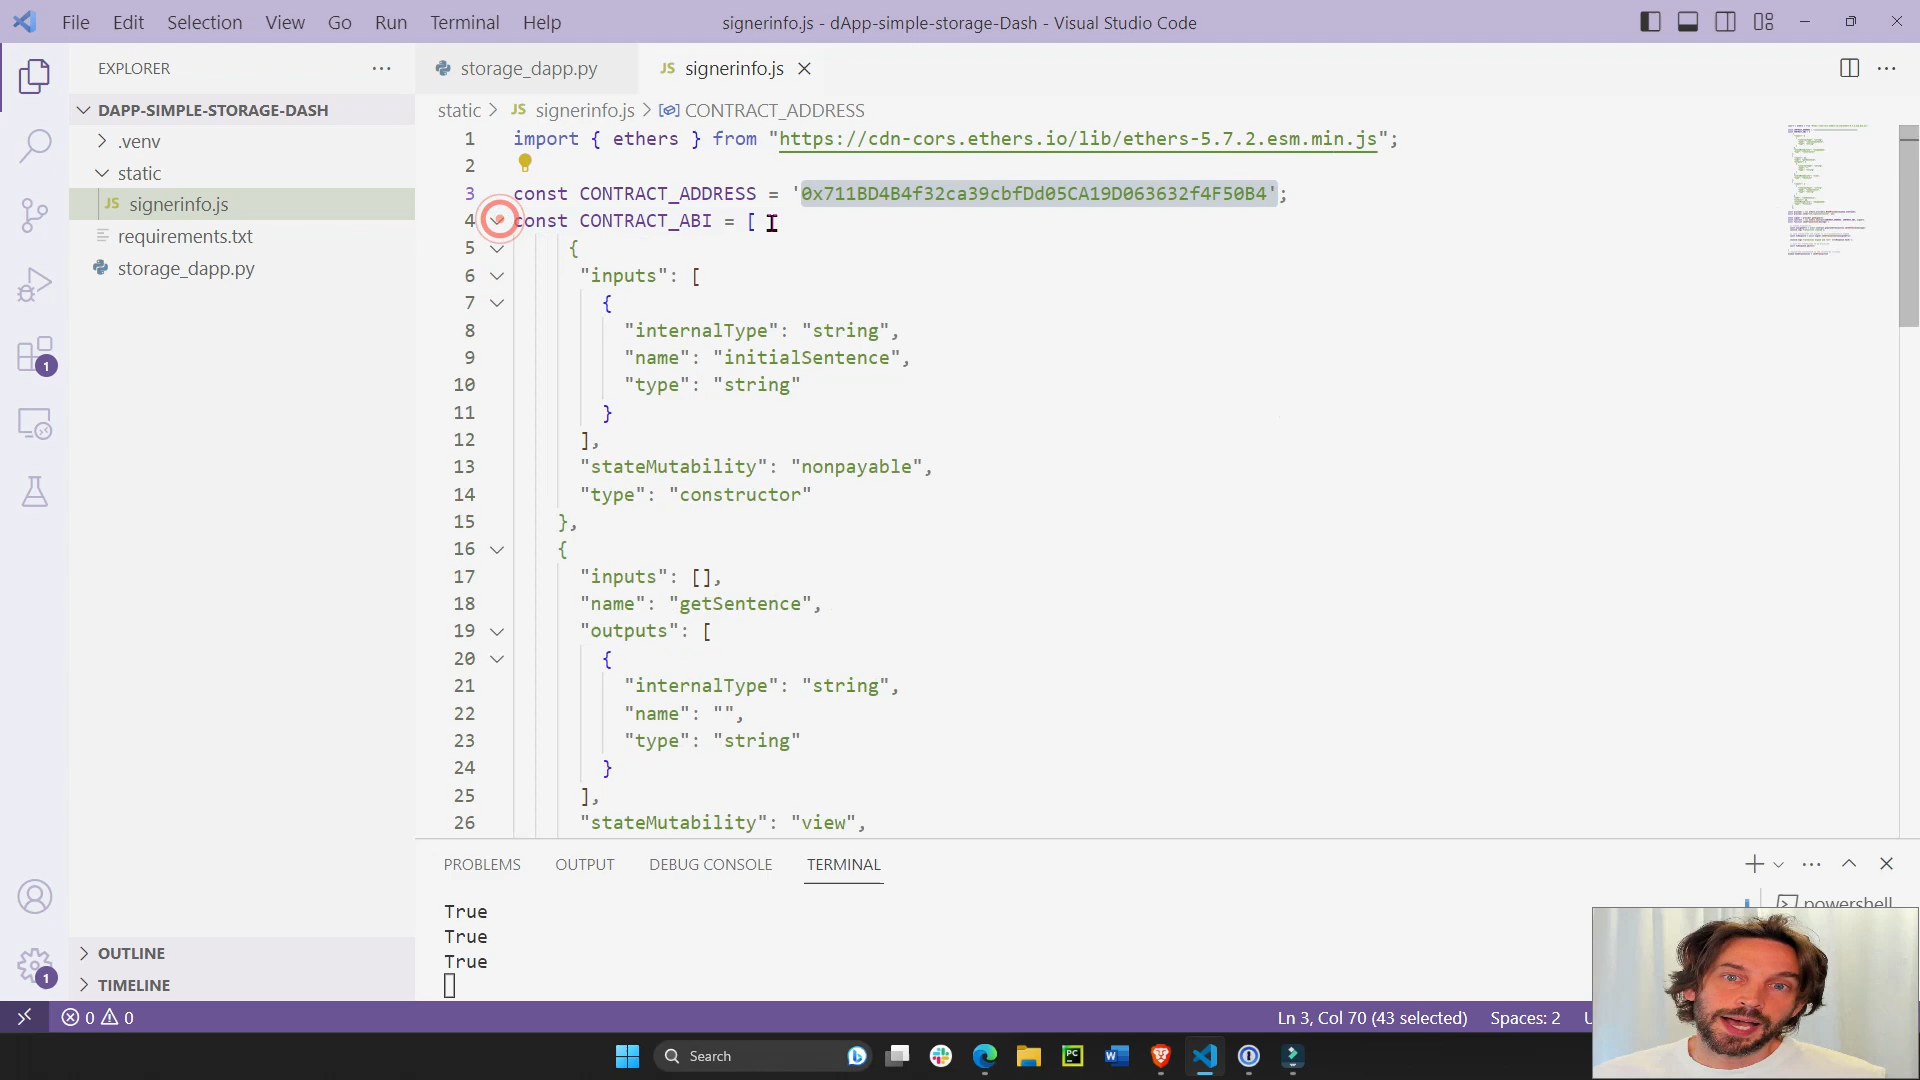 File Edit Selection View Go Run Terminal Help signerinfo.js - dApp-simple-storage-Dash - Visual Studio Code
EXPLORER
DAPP-SIMPLE-STORAGE-DASH
.venv
static
JS signerinfo.js
requirements.txt
storage_dapp.py
OUTLINE
TIMELINE
1
1
storage_dapp.py JS signerinfo.js
static JS signerinfo.js CONTRACT_ADDRESS
1 import { ethers } from "https://cdn-cors.ethers.io/lib/ethers-5.7.2.esm.min.js";
2
3 const CONTRACT_ADDRESS = '0x711BD4B4f32ca39cbfDd05CA19D063632f4F50B4';
4 const CONTRACT_ABI = [
5 {
6 "inputs": [
7 {
8 "internalType": "string",
9 "name": "initialSentence",
10 "type": "string"
11 }
12 ],
13 "stateMutability": "nonpayable",
14 "type": "constructor"
15 },
16 {
17 "inputs": [],
18 "name": "getSentence",
19 "outputs": [
20 {
21 "internalType": "string",
22 "name": "",
23 "type": "string"
24 }
25 ],
26 "stateMutability": "view",
PROBLEMS OUTPUT DEBUG CONSOLE TERMINAL
powershell
True
True
True
0 0 Ln 3, Col 70 (43 selected) Spaces: 2
Search